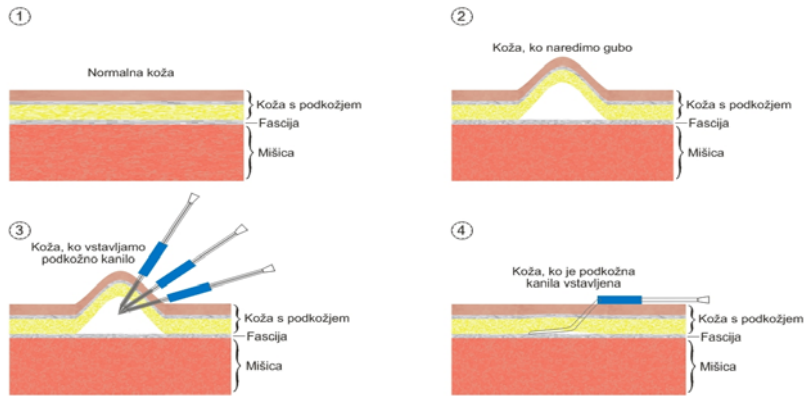 1
Normalna koža
Koža s podkožjem
Fascija
Mišica
2
Koža, ko naredimo gubo
Koža s podkožjem
Fascija
Mišica
3
Koža, ko vstavljamo
podkožno kanilo
Koža s podkožjem
Fascija
Mišica
4
Koža, ko je podkožna
kanila vstavljena
Koža s podkožjem
Fascija
Mišica